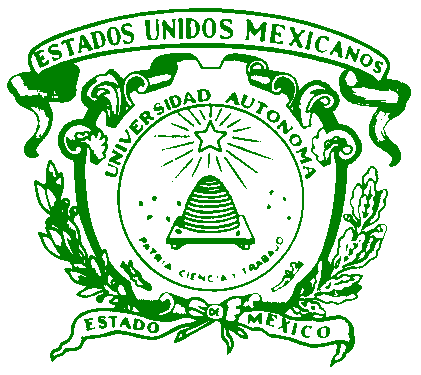 ESTADOS UNIDOS MEXICANOS
UNIVERSIDAD AUTONOMA
PATRIA CIENCIA Y TRABAJO
ESTADO DE MEXICO